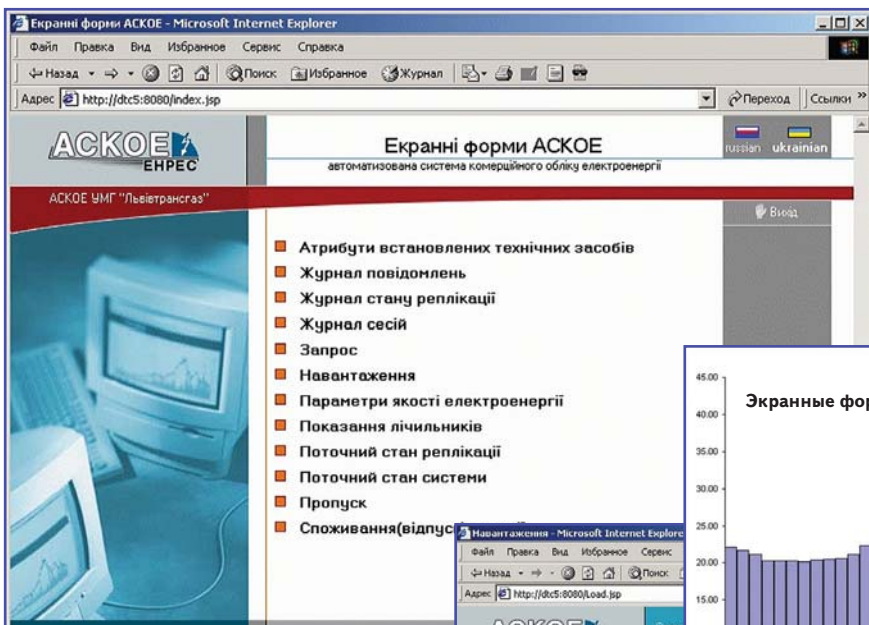 Екранні форми АСКОЕ - Microsoft Internet Explorer
Файл Правка Вид Избранное Сервис Справка
Назад Поиск Избранное Журнал
Адрес http://dtc5:8080/index.jsp Переход Ссылки »
АСКОЕ
ЕНРЕС
Екранні форми АСКОЕ
автоматизована система комерційного обліку електроенергії
russian ukrainian
АСКОЕ УМГ "Львівтрансгаз"
Вихід
Атрибути встановлених технічних засобів
Журнал повідомлень
Журнал стану реплікації
Журнал сесій
Запрос
Навантаження
Параметри якості електроенергії
Показання лічильників
Поточний стан реплікації
Поточний стан системи
Пропуск
Споживання(відпус
Навантаження - Microsoft Internet Explore
Файл Правка Вид Избранное Сервис
Назад Поиск
Адрес http://dtc5:8080/Load.jsp
АСКОЕ
45.00
Экранные фор
40.00
35.00
30.00
25.00
20.00
15.00